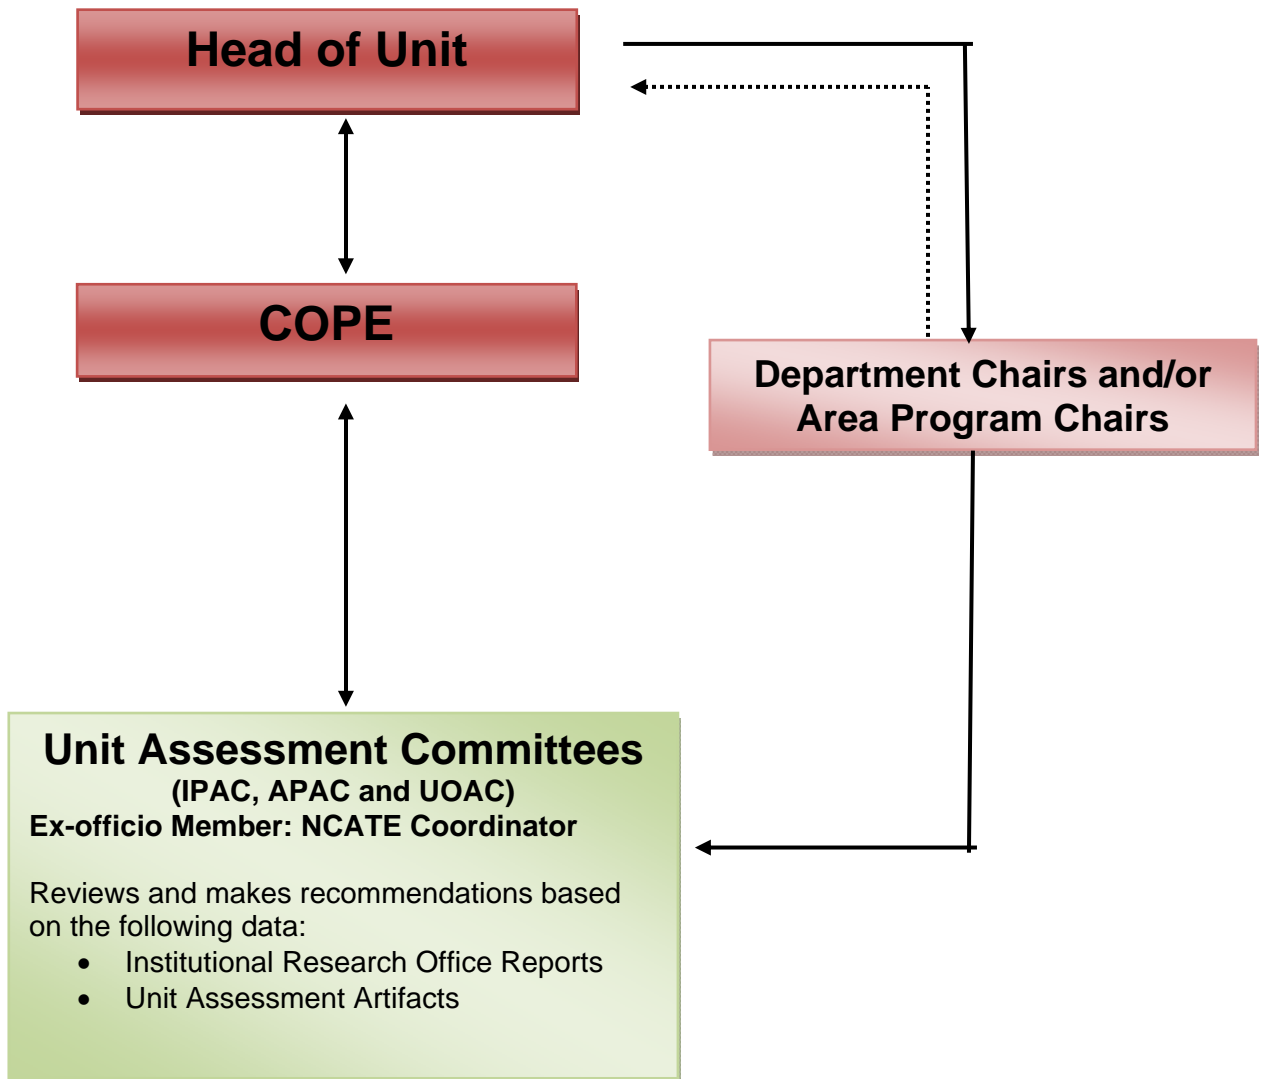 Head of Unit
COPE
Department Chairs and/or
Area Program Chairs
Unit Assessment Committees
(IPAC, APAC and UOAC)
Ex-officio Member: NCATE Coordinator
Reviews and makes recommendations based
on the following data:
• Institutional Research Office Reports
• Unit Assessment Artifacts